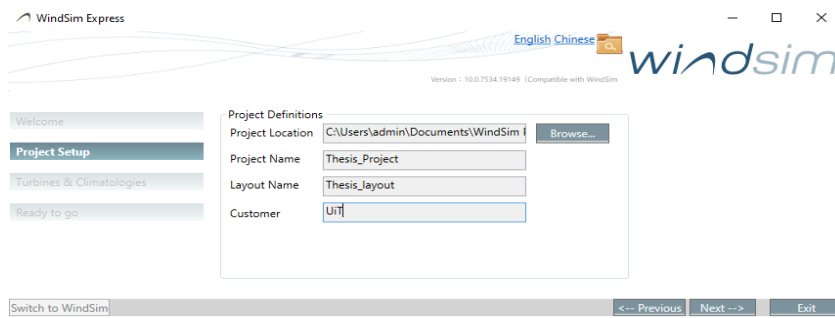 WindSim Express
English Chinese
windsim
Version : 10.0.7534.19149 (Compatible with WindSim
Welcome
Project Setup
Turbines & Climatologies
Ready to go
Project Definitions
Project Location C:\Users\admin\Documents\WindSim Browse...
Project Name Thesis_Project
Layout Name Thesis_layout
Customer UiT
Switch to WindSim <-- Previous Next --> Exit